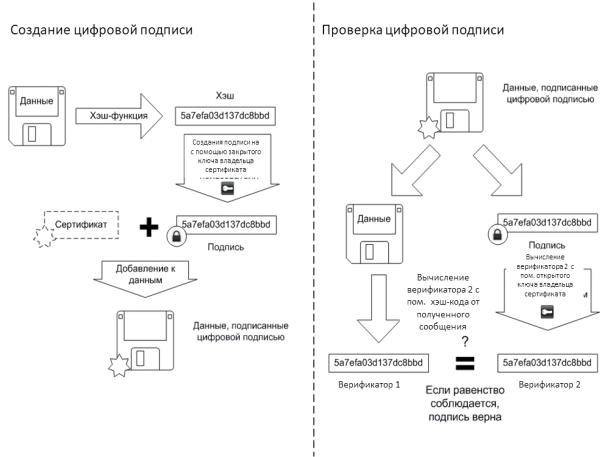 Создание цифровой подписи
Данные
Хэш-функция
Хэш
5a7efa03d137dc8bbd
Создания подписи на
с помощью закрытого
ключа владельца
сертификата
Сертификат
+
5a7efa03d137dc8bbd
Подпись
Добавление к
данным
Данные, подписанные
цифровой подписью
Проверка цифровой подписи
Данные, подписанные
цифровой подписью
Данные
5a7efa03d137dc8bbd
Подпись
Вычисление
верификатора2 с
пом. открытого
ключа владельца
сертификата
Вычисление
верификатора 2 с
пом. хэш-кода от
полученного
сообщения
?
5a7efa03d137dc8bbd
=
5a7efa03d137dc8bbd
Верификатор 1
Верификатор 2
Если равенство
соблюдается,
подпись верна